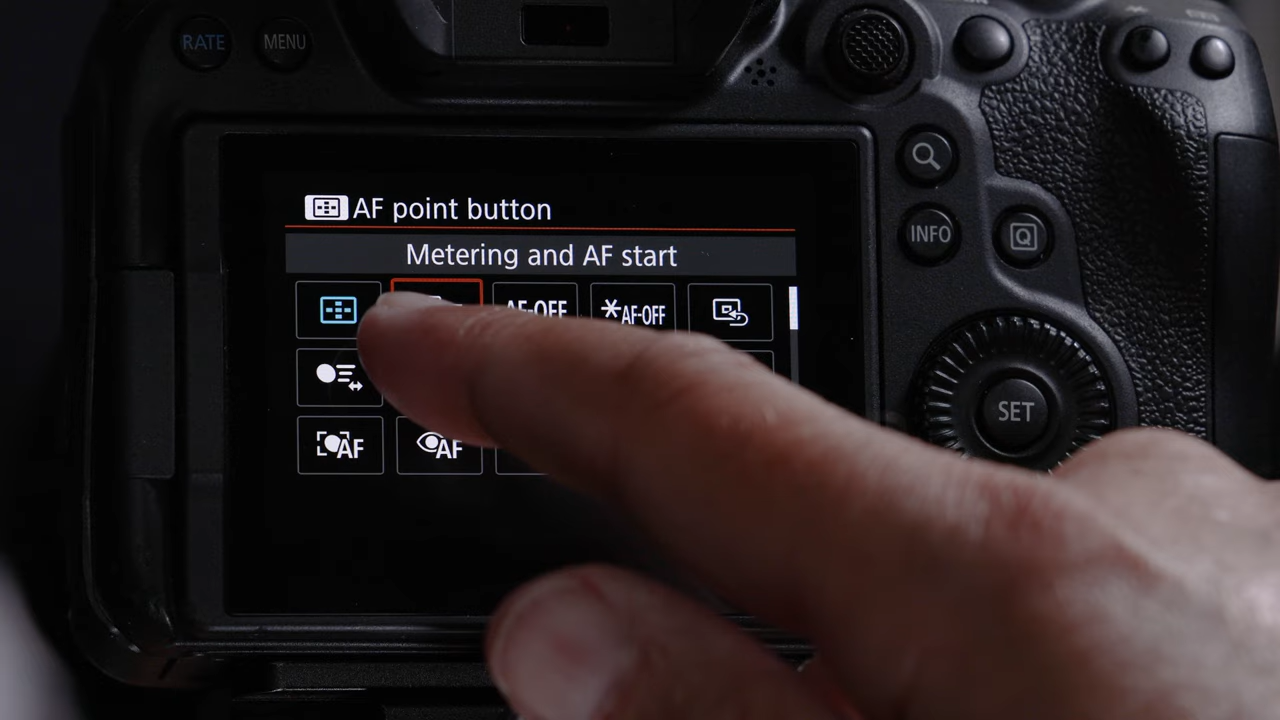 RATE MENU
AF point button
Metering and AF start
INFO Q
AF-OFF
*AF-OFF
SET
AF
AF